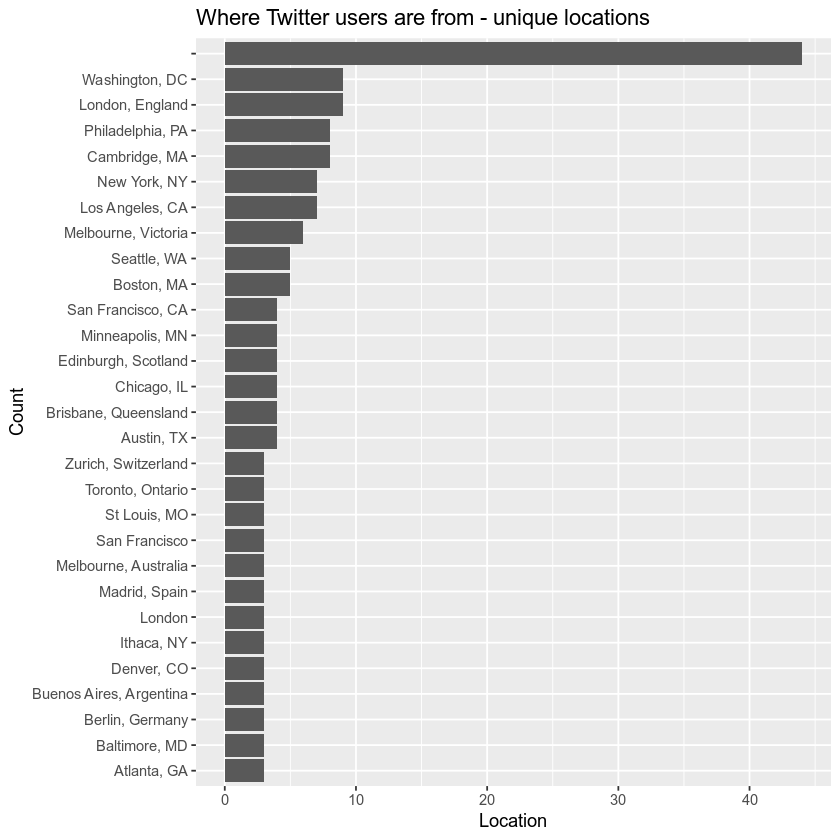 Where Twitter users are from - unique locations
Washington, DC
London, England
Philadelphia, PA
Cambridge, MA
New York, NY
Los Angeles, CA
Melbourne, Victoria
Seattle, WA
Boston, MA
San Francisco, CA
Minneapolis, MN
Edinburgh, Scotland
Chicago, IL
Brisbane, Queensland
Austin, TX
Zurich, Switzerland
Toronto, Ontario
St Louis, MO
San Francisco
Melbourne, Australia
Madrid, Spain
London
Ithaca, NY
Denver, CO
Buenos Aires, Argentina
Berlin, Germany
Baltimore, MD
Atlanta, GA
Count
0 10 20 30 40
Location